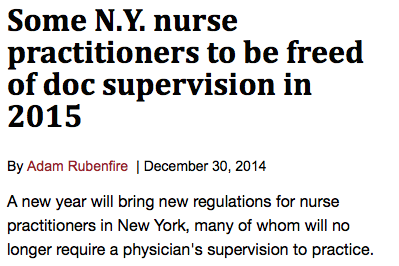 Some N.Y. nurse
practitioners to be freed
of doc supervision in
2015
By Adam Rubenfire | December 30, 2014
A new year will bring new regulations for nurse
practitioners in New York, many of whom will no
longer require a physician's supervision to practice.